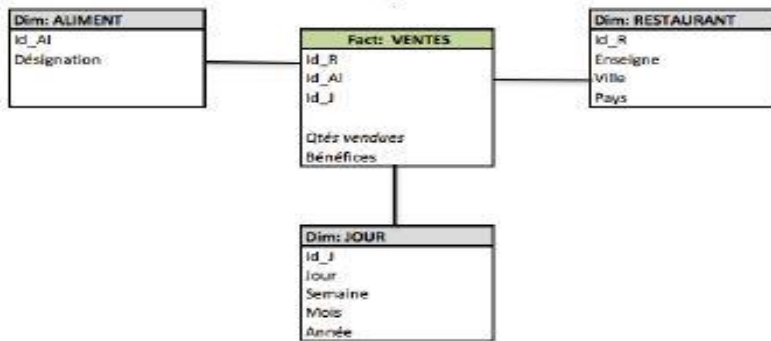 Dim: ALIMENT
Id_Al
Désignation
Fact: VENTES
Id_R
Id_Al
Id_J
Qtés vendues
Bénéfices
Dim: RESTAURANT
Id_R
Enseigne
Ville
Pays
Dim: JOUR
Id_J
Jour
Semaine
Mois
Année